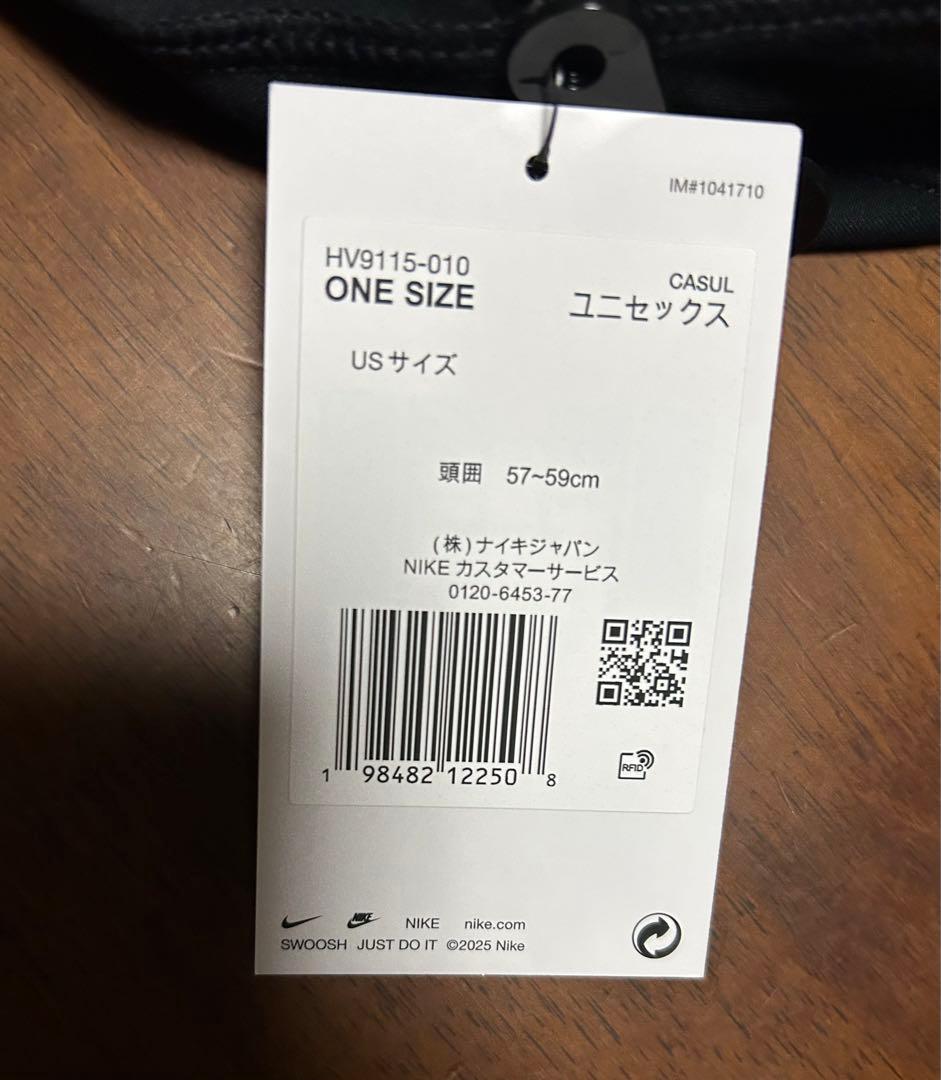 IM#1041710
HV9115-010
ONE SIZE
CASUL
ユニセックス
USサイズ
頭囲 57~59cm
(株)ナイキジャパン
NIKE カスタマーサービス
0120-6453-77
1 98482 12250 8
RFID
NIKE NIKE nike.com
SWOOSH JUST DO IT ©2025 Nike